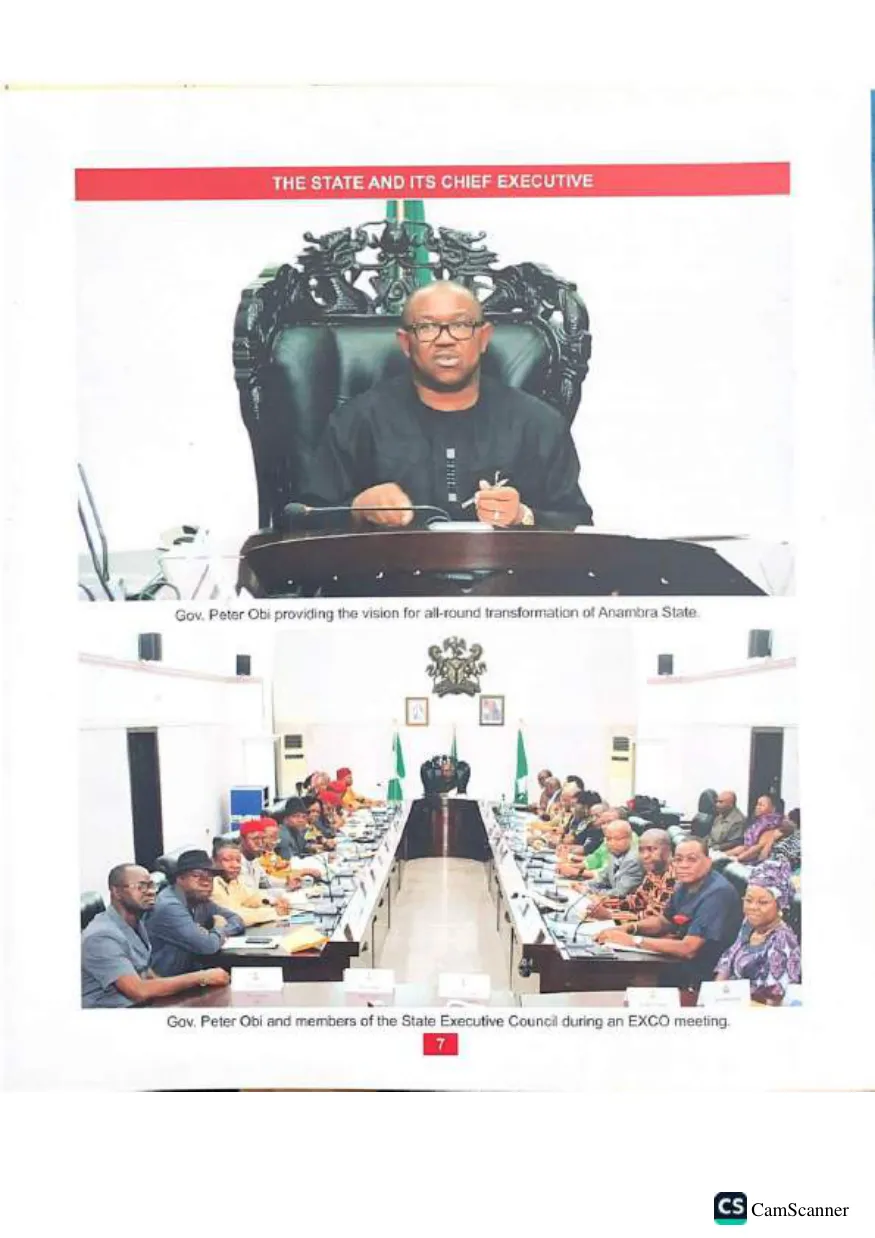 THE STATE AND ITS CHIEF EXECUTIVE
Gov. Peter Obi providing the vision for all-round transformation of Anambra State.
Gov. Peter Obi and members of the State Executive Council during an EXCO meeting.
7
CS CamScanner